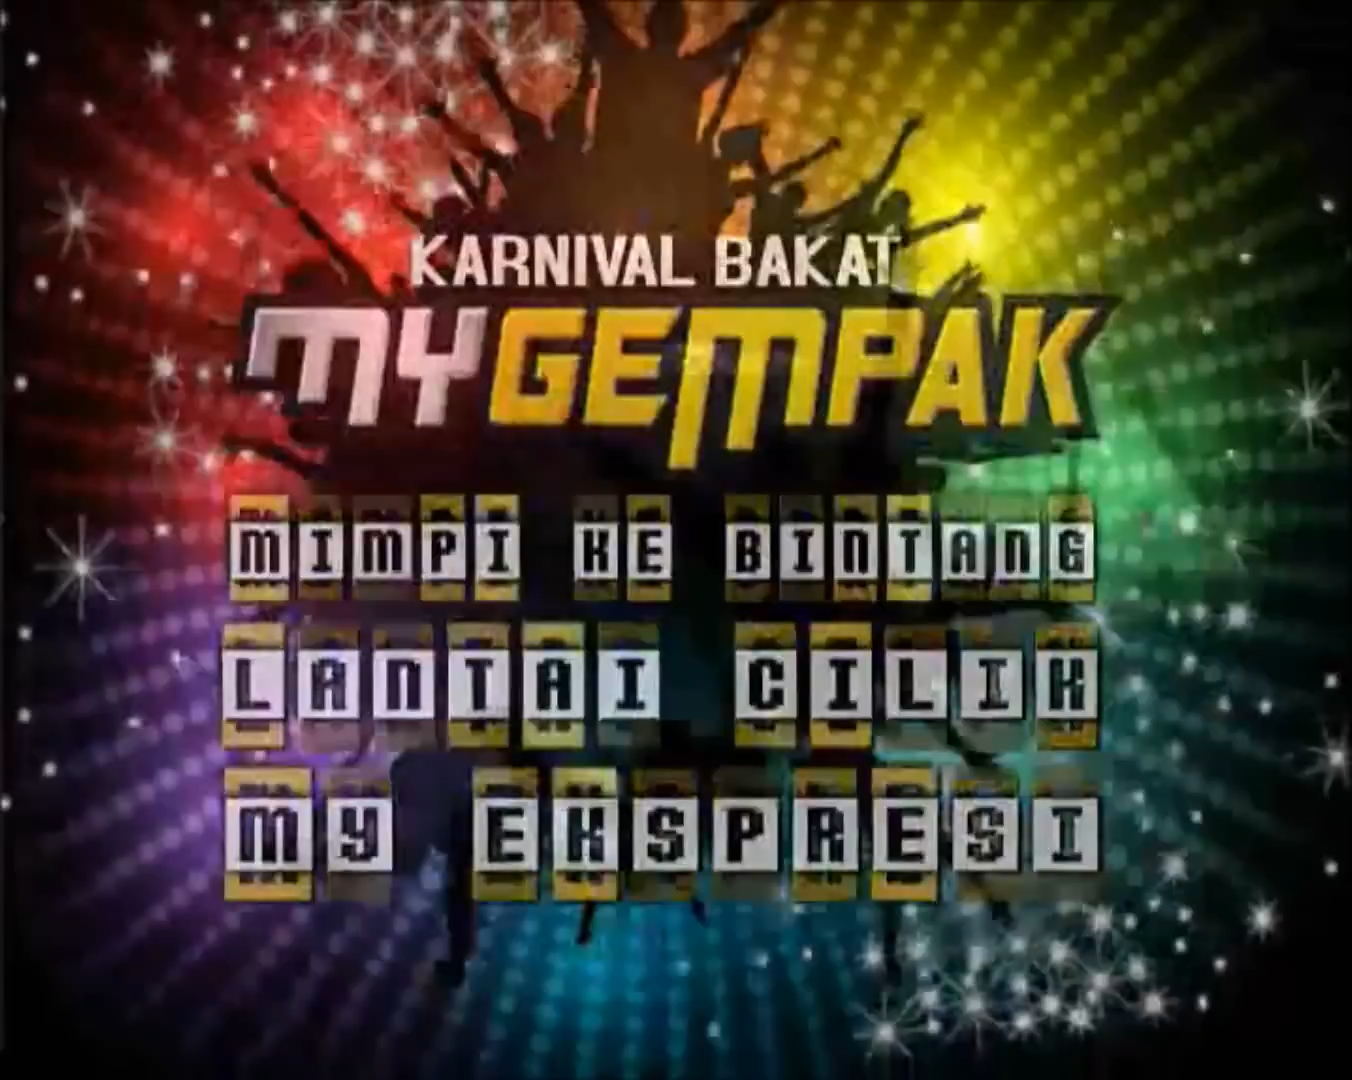 KARNIVAL BAKAT
MYGEMPAK
MIMPI KE BINTANG
LANTAI CILIK
MY EKSPRESI